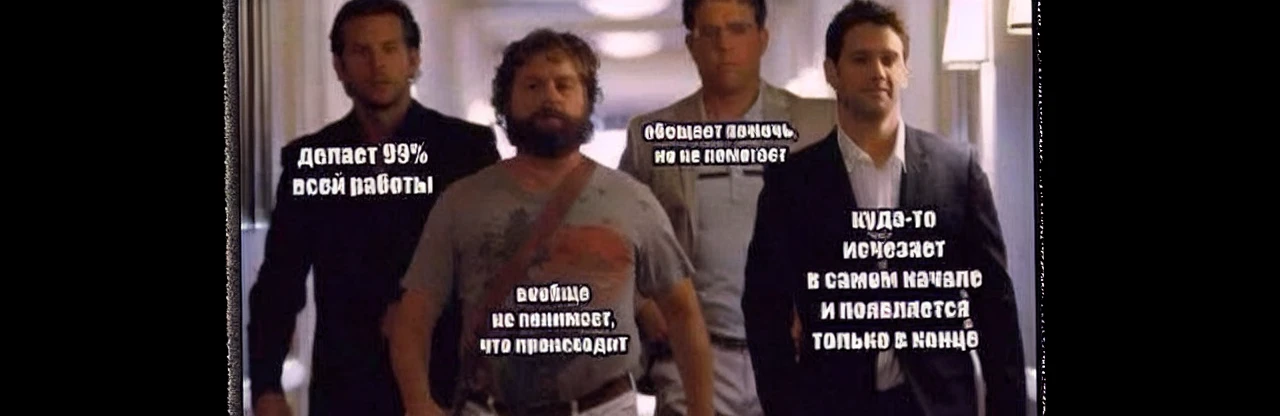 делает 99%
всей работы
вообще
не понимает,
что происходит
обещает помочь,
но не помогает
куда-то
исчезает
в самом начале
и появляется
только в конце